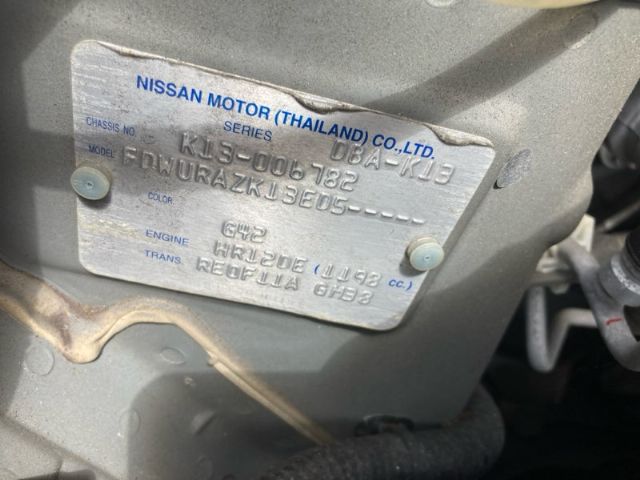 NISSAN MOTOR (THAILAND) CO.,LTD.
SERIES DBA-K13
CHASSIS NO. K13-006782
MODEL FDWURAZK13EDS-----
COLOR G42
ENGINE HR12DE (1198 cc.)
TRANS. RE0F11A GH38